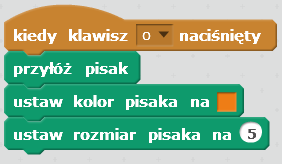 kiedy klawisz o naciśnięty
przyłóż pisak
ustaw kolor pisaka na
ustaw rozmiar pisaka na 5